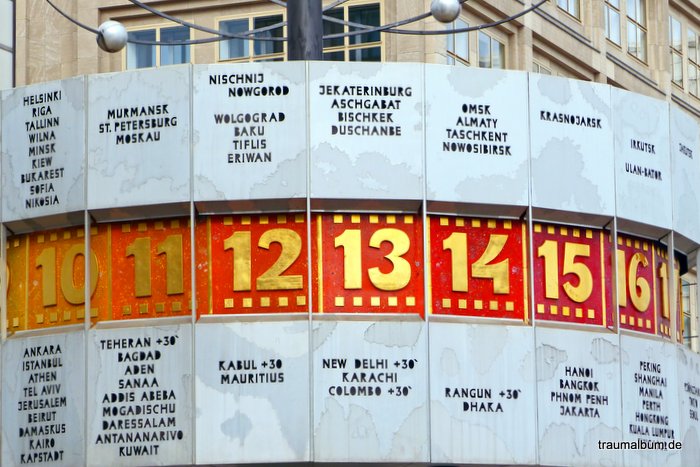 HELSINKI
RIGA
TALLINN
WILNA
MINSK
KIEW
BUKAREST
SOFIA
NIKOSIA
MURMANSK
ST. PETERSBURG
MOSKAU
NISCHNIJ
NOWGOROD
WOLGOGRAD
BAKU
TIFLIS
ERIWAN
JEKATERINBURG
ASCHGABAT
BISCHKEK
DUSCHANBE
OMSK
ALMATY
TASCHKENT
NOWOSIBIRSK
KRASNOJARSK
IRKUTSK
ULAN-BATOR
10 11 12 13 14 15 16 1
ANKARA
ISTANBUL
ATHEN
TEL AVIV
JERUSALEM
BEIRUT
DAMASKUS
KAIRO
KAPSTADT
TEHERAN +30`
BAGDAD
ADEN
SANAA
ADDIS ABEBA
MOGADISCHU
DARESSALAM
ANTANANARIVO
KUWAIT
KABUL +30
MAURITIUS
NEW DELHI +30`
KARACHI
COLOMBO +30`
RANGUN +30`
DHAKA
HANOI
BANGKOK
PHNOM PENH
JAKARTA
PEKING
SHANGHAI
MANILA
PERTH
HONGKONG
KUALA LUMPUR
traumalbum.de